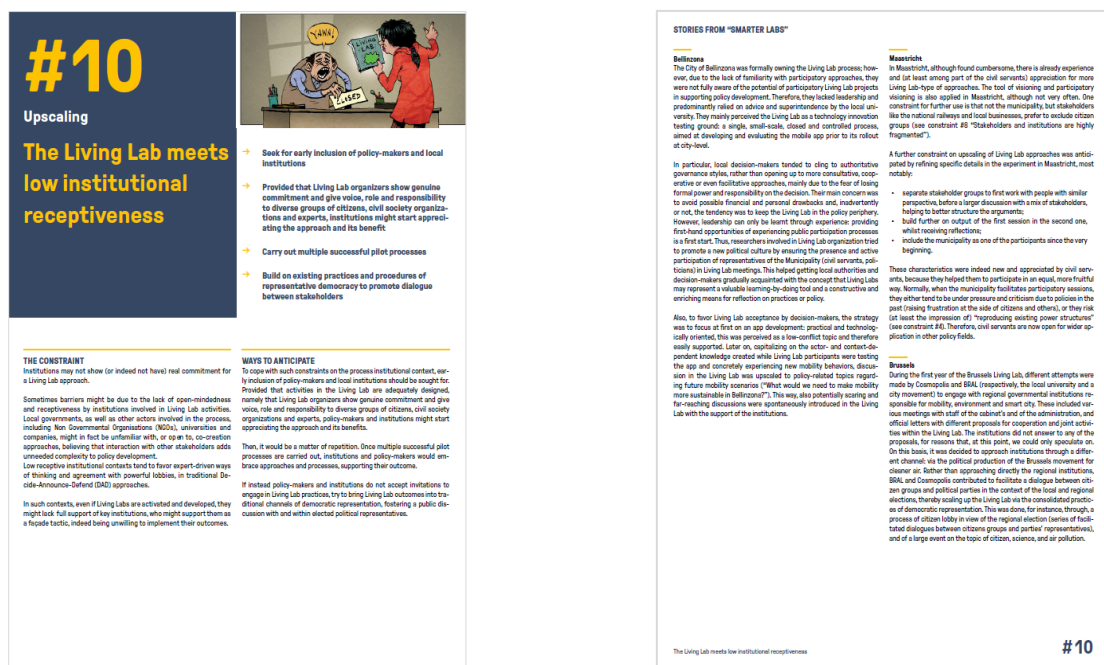 #10
Upscaling
The Living Lab meets
low institutional
receptiveness
YAWN!
LIVING
LAB
CLOSED
→ Seek for early inclusion of policy-makers and local
institutions
→ Provided that Living Lab organizers show genuine
commitment and give voice, role and responsibility
to diverse groups of citizens, civil society organiza-
tions and experts, institutions might start appreci-
ating the approach and its benefit
→ Carry out multiple successful pilot processes
→ Build on existing practices and procedures of
representative democracy to promote dialogue
between stakeholders
THE CONSTRAINT
Institutions may not show (or indeed not have) real commitment for
a Living Lab approach.
Sometimes barriers might be due to the lack of open-mindedness
and receptiveness by institutions involved in Living Lab activities.
Local governments, as well as other actors involved in the process,
including Non Governmental Organisations (NGOs), universities and
companies, might in fact be unfamiliar with, or open to, co-creation
approaches, believing that interaction with other stakeholders adds
unneeded complexity to policy development.
Low receptive institutional contexts tend to favor expert-driven ways
of thinking and agreement with powerful lobbies, in traditional De-
cide-Announce-Defend (DAD) approaches.
In such contexts, even if Living Labs are activated and developed, they
might lack full support of key institutions, who might support them as
a façade tactic, indeed being unwilling to implement their outcomes.
WAYS TO ANTICIPATE
To cope with such constraints on the process institutional context, ear-
ly inclusion of policy-makers and local institutions should be sought for.
Provided that activities in the Living Lab are adequately designed,
namely that Living Lab organizers show genuine commitment and give
voice, role and responsibility to diverse groups of citizens, civil society
organizations and experts, policy-makers and institutions might start
appreciating the approach and its benefits.
Then, it would be a matter of repetition. Once multiple successful pilot
processes are carried out, institutions and policy-makers would em-
brace approaches and processes, supporting their outcome.
If instead policy-makers and institutions do not accept invitations to
engage in Living Lab practices, try to bring Living Lab outcomes into tra-
ditional channels of democratic representation, fostering a public dis-
cussion with and within elected political representatives.
STORIES FROM “SMARTER LABS”
Bellinzona
The City of Bellinzona was formally owning the Living Lab process; how-
ever, due to the lack of familiarity with participatory approaches, they
were not fully aware of the potential of participatory Living Lab projects
in supporting policy development. Therefore, they lacked leadership and
predominantly relied on advice and superintendence by the local uni-
versity. They mainly perceived the Living Lab as a technology innovation
testing ground: a single, small-scale, closed and controlled process,
aimed at developing and evaluating the mobile app prior to its rollout
at city-level.
In particular, local decision-makers tended to cling to authoritative
governance styles, rather than opening up to more consultative, coop-
erative or even facilitative approaches, mainly due to the fear of losing
formal power and responsibility on the decision. Their main concern was
to avoid possible financial and personal drawbacks and, inadvertently
or not, the tendency was to keep the Living Lab in the policy periphery.
However, leadership can only be learnt through experience: providing
first-hand opportunities of experiencing public participation processes
is a first start. Thus, researchers involved in Living Lab organization tried
to promote a new political culture by ensuring the presence and active
participation of representatives of the Municipality (civil servants, poli-
ticians) in Living Lab meetings. This helped getting local authorities and
decision-makers gradually acquainted with the concept that Living Labs
may represent a valuable learning-by-doing tool and a constructive and
enriching means for reflection on practices or policy.
Also, to favor Living Lab acceptance by decision-makers, the strategy
was to focus at first on an app development: practical and technolog-
ically oriented, this was perceived as a low-conflict topic and therefore
easily supported. Later on, capitalizing on the actor- and context-de-
pendent knowledge created while Living Lab participants were testing
the app and concretely experiencing new mobility behaviors, discus-
sion in the Living Lab was upscaled to policy-related topics regard-
ing future mobility scenarios (“What would we need to make mobility
more sustainable in Bellinzona?”). This way, also potentially scaring and
far-reaching discussions were spontaneously introduced in the Living
Lab with the support of the institutions.
Maastricht
In Maastricht, although found cumbersome, there is already experience
and (at least among part of the civil servants) appreciation for more
Living Lab-type of approaches. The tool of visioning and participatory
visioning is also applied in Maastricht, although not very often. One
constraint for further use is that not the municipality, but stakeholders
like the national railways and local businesses, prefer to exclude citizen
groups (see constraint #8 “Stakeholders and institutions are highly
fragmented”).
A further constraint on upscaling of Living Lab approaches was antici-
pated by refining specific details in the experiment in Maastricht, most
notably:
• separate stakeholder groups to first work with people with similar
perspective, before a larger discussion with a mix of stakeholders,
helping to better structure the arguments;
• build further on output of the first session in the second one,
whilst receiving reflections;
• include the municipality as one of the participants since the very
beginning.
These characteristics were indeed new and appreciated by civil serv-
ants, because they helped them to participate in an equal, more fruitful
way. Normally, when the municipality facilitates participatory sessions,
they either tend to be under pressure and criticism due to policies in the
past (raising frustration at the side of citizens and others), or they risk
(at least the impression of) “reproducing existing power structures”
(see constraint #4). Therefore, civil servants are now open for wider ap-
plication in other policy fields.
Brussels
During the first year of the Brussels Living Lab, different attempts were
made by Cosmopolis and BRAL (respectively, the local university and a
city movement) to engage with regional governmental institutions re-
sponsible for mobility, environment and smart city. These included var-
ious meetings with staff of the cabinet’s and of the administration, and
official letters with different proposals for cooperation and joint activi-
ties within the Living Lab. The institutions did not answer to any of the
proposals, for reasons that, at this point, we could only speculate on.
On this basis, it was decided to approach institutions through a differ-
ent channel: via the political production of the Brussels movement for
cleaner air. Rather than approaching directly the regional institutions,
BRAL and Cosmopolis contributed to facilitate a dialogue between citi-
zen groups and political parties in the context of the local and regional
elections, thereby scaling up the Living Lab via the consolidated practic-
es of democratic representation. This was done, for instance, through, a
process of citizen lobby in view of the regional election (series of facili-
tated dialogues between citizens groups and parties’ representatives),
and of a large event on the topic of citizen, science, and air pollution.
The Living Lab meets low institutional receptiveness
#10